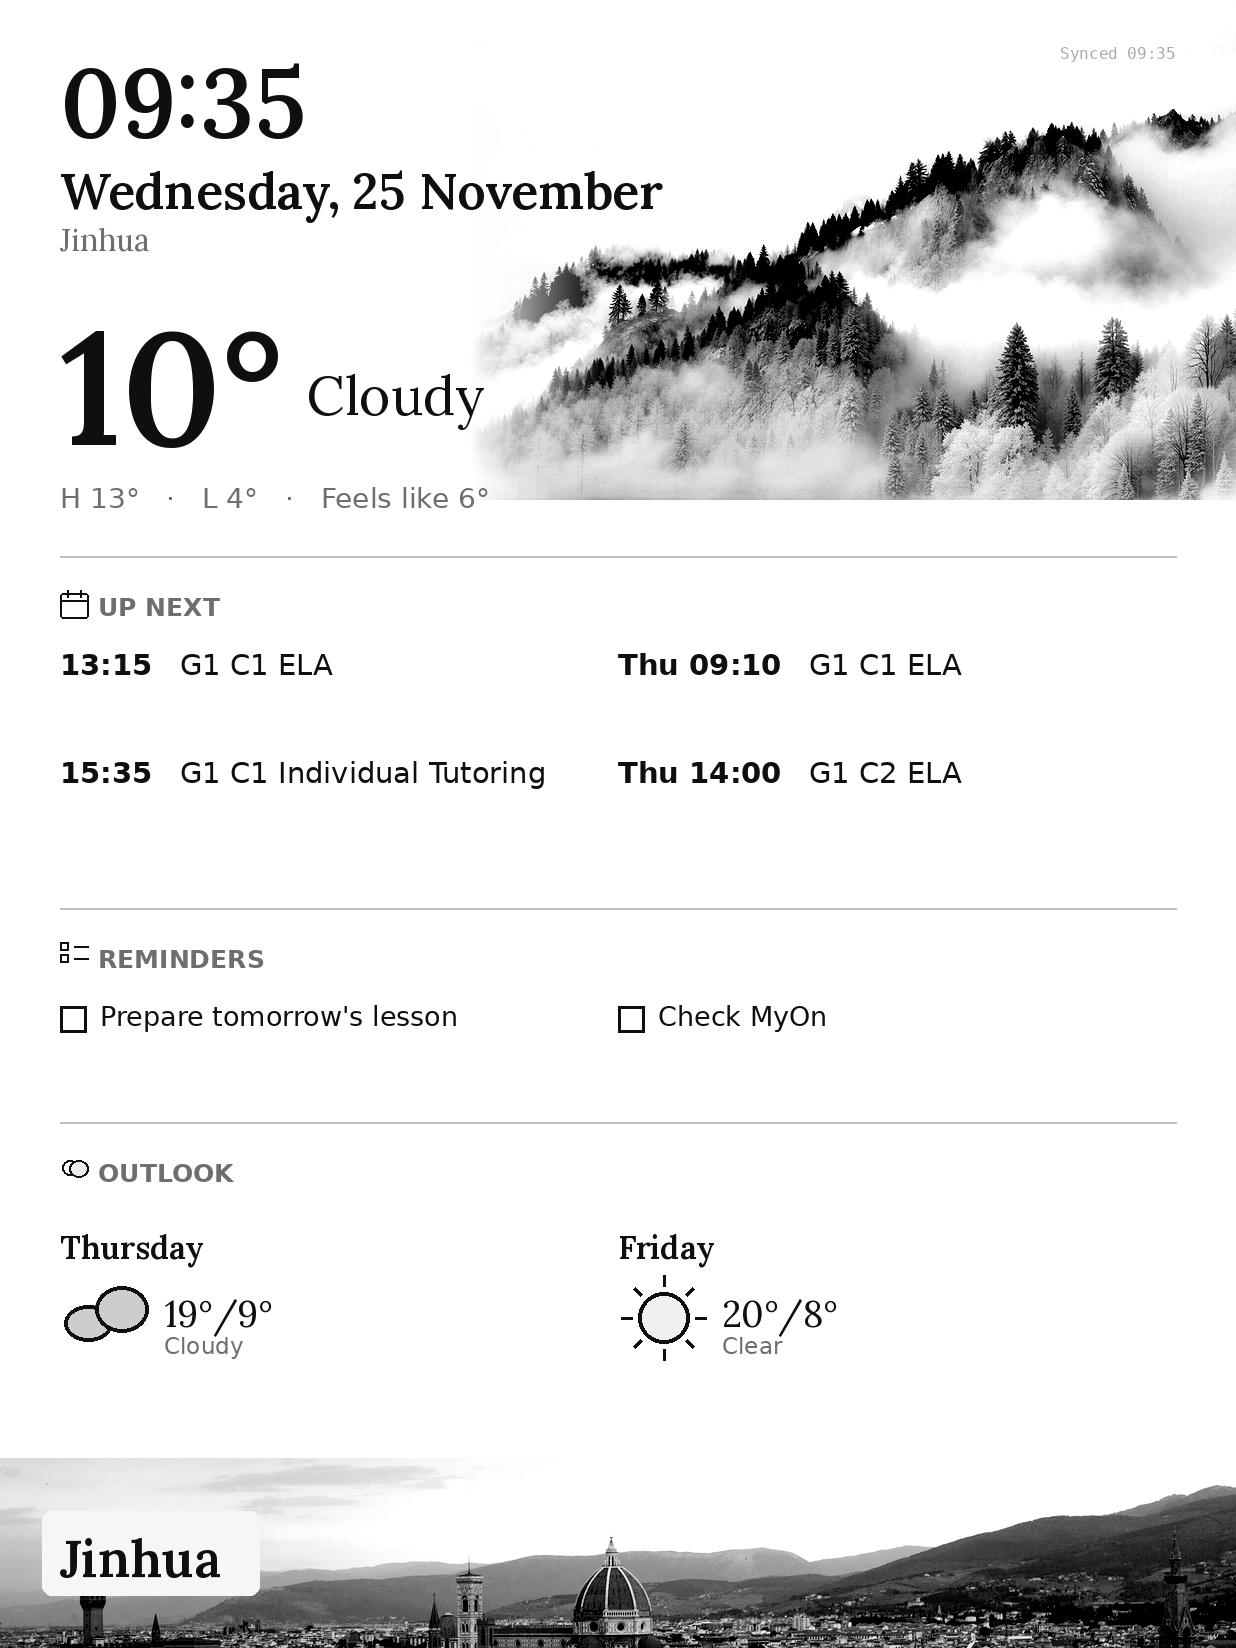 Synced 09:35
09:35
Wednesday, 25 November
Jinhua
10° Cloudy
H 13° · L 4° · Feels like 6°
UP NEXT
13:15 G1 C1 ELA
Thu 09:10 G1 C1 ELA
15:35 G1 C1 Individual Tutoring
Thu 14:00 G1 C2 ELA
REMINDERS
Prepare tomorrow's lesson
Check MyOn
OUTLOOK
Thursday
19°/9°
Cloudy
Friday
20°/8°
Clear
Jinhua